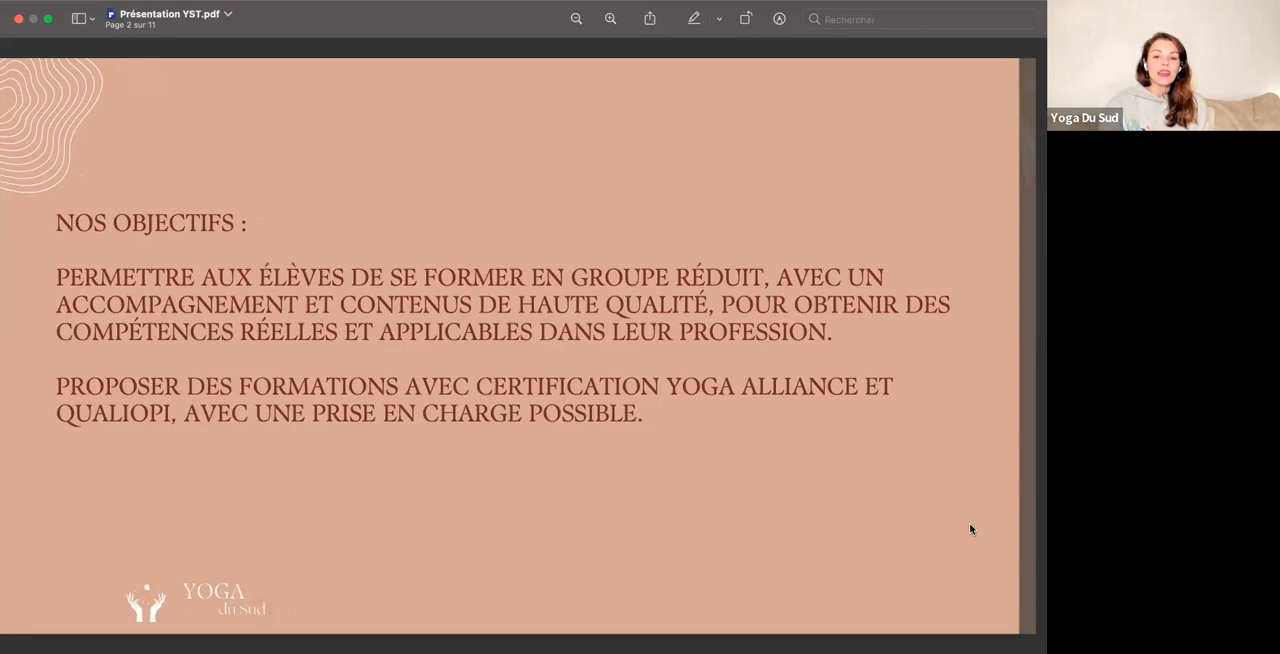 Présentation YST.pdf
Page 2 sur 11
Rechercher
Yoga Du Sud
NOS OBJECTIFS :
PERMETTRE AUX ÉLÈVES DE SE FORMER EN GROUPE RÉDUIT, AVEC UN
ACCOMPAGNEMENT ET CONTENUS DE HAUTE QUALITÉ, POUR OBTENIR DES
COMPÉTENCES RÉELLES ET APPLICABLES DANS LEUR PROFESSION.
PROPOSER DES FORMATIONS AVEC CERTIFICATION YOGA ALLIANCE ET
QUALIOPI, AVEC UNE PRISE EN CHARGE POSSIBLE.
YOGA
du Sud